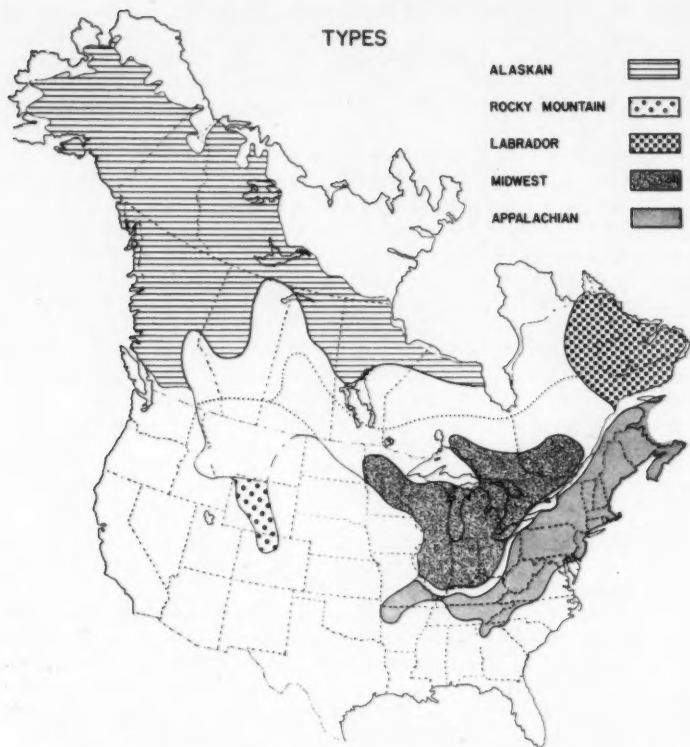 TYPES
ALASKAN
ROCKY MOUNTAIN
LABRADOR
MIDWEST
APPALACHIAN